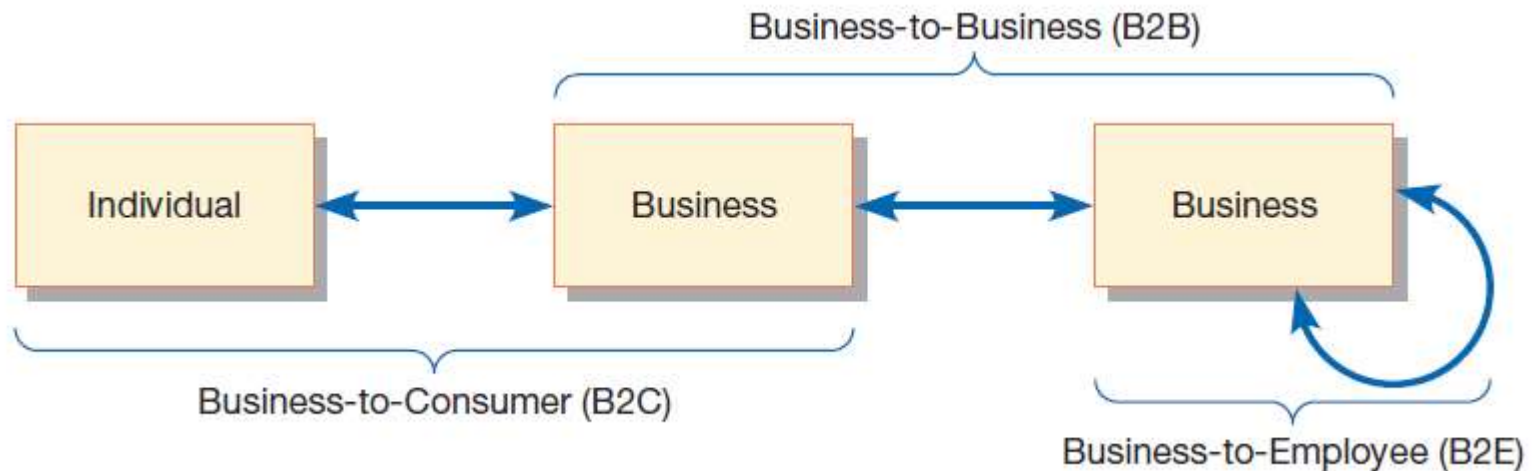 Business-to-Business (B2B)
Individual
Business
Business
Business-to-Consumer (B2C)
Business-to-Employee (B2E)